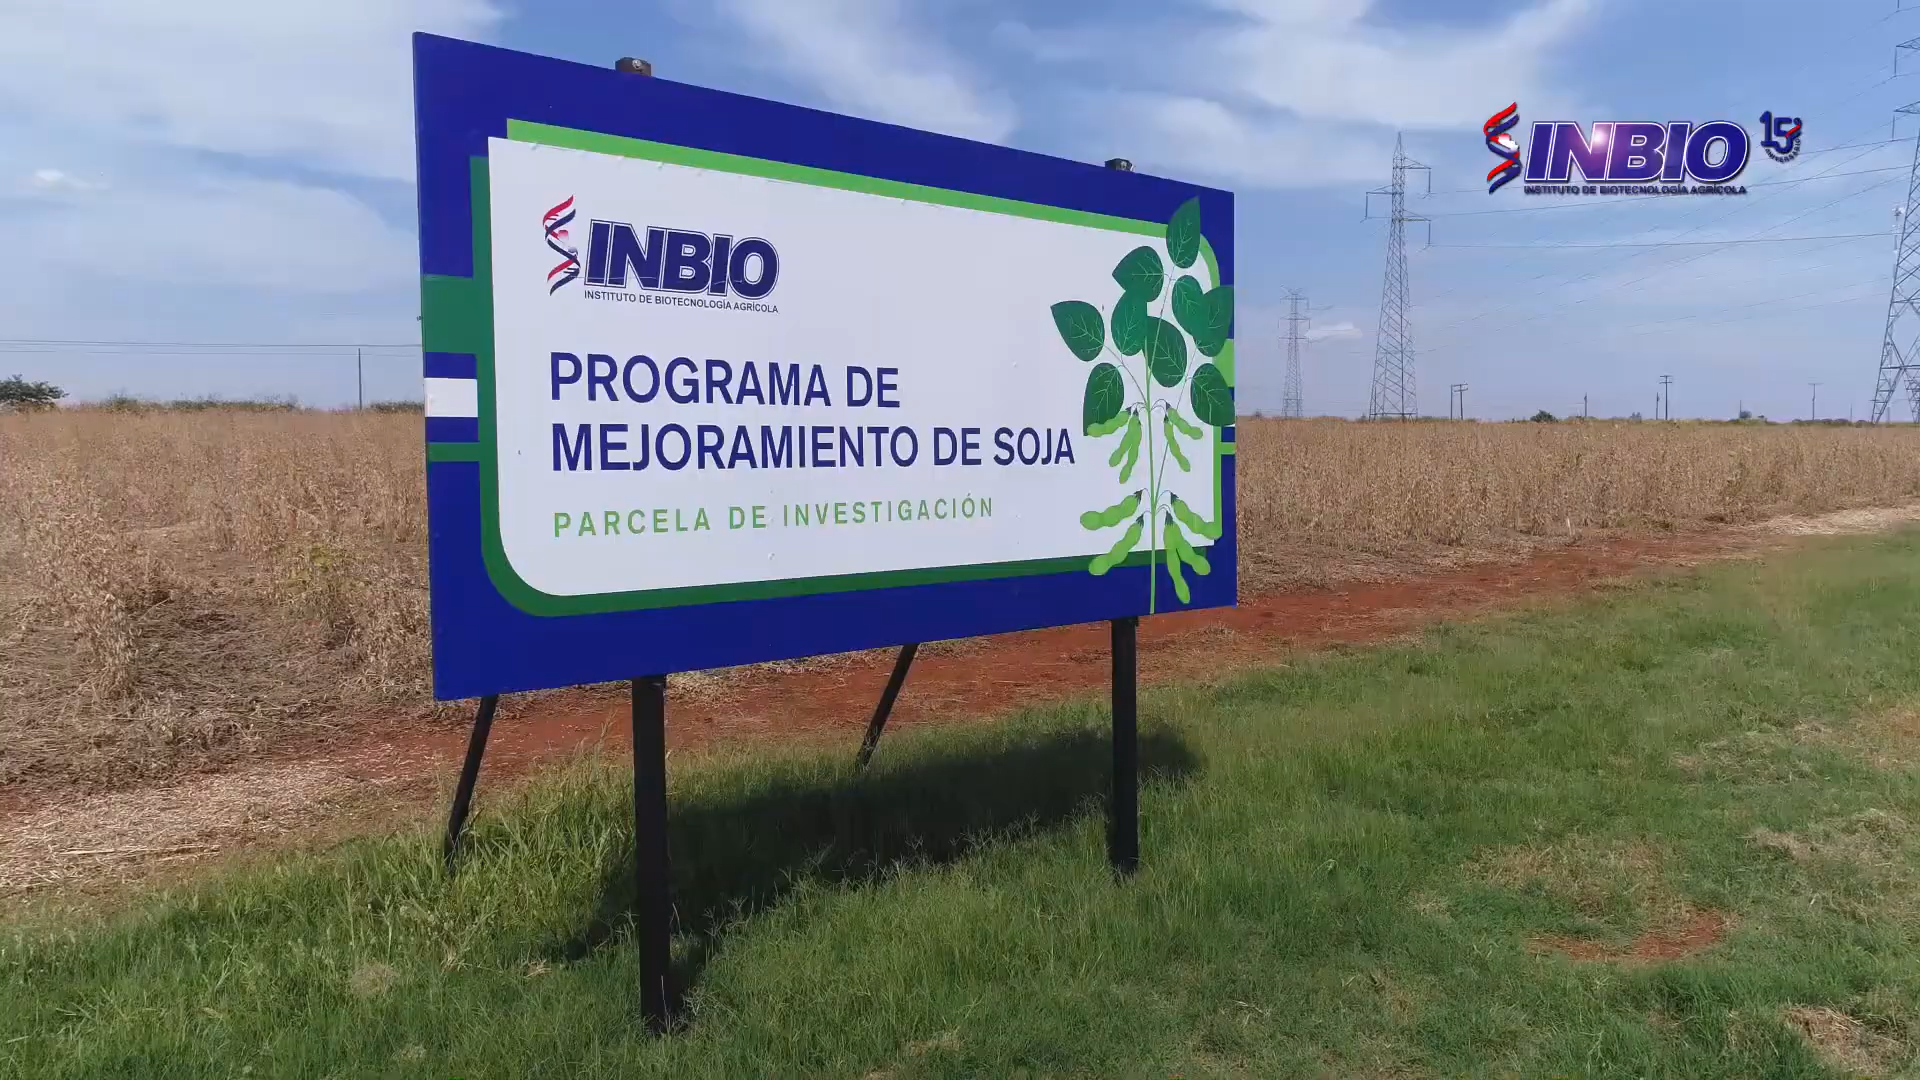 INBIO
INSTITUTO DE BIOTECNOLOGÍA AGRÍCOLA
PROGRAMA DE
MEJORAMIENTO DE SOJA
PARCELA DE INVESTIGACIÓN
INBIO
INSTITUTO DE BIOTECNOLOGÍA AGRÍCOLA
15
ANIVERSARIO